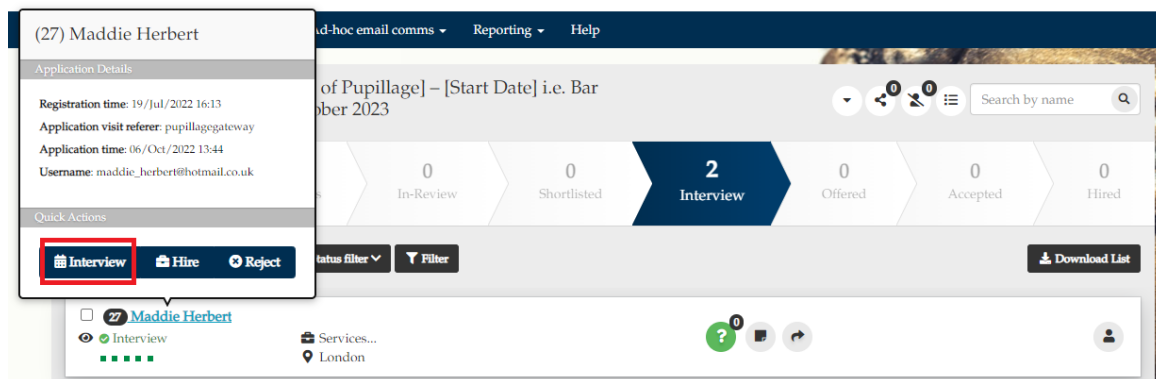 (27) Maddie Herbert
Ad-hoc email comms Reporting Help
Application Details
Registration time: 19/Jul/2022 16:13
Application visit referer: pupillagegateway
Application time: 06/Oct/2022 13:44
Username: maddie_herbert@hotmail.co.uk
Quick Actions
Interview Hire Reject
of Pupillage] – [Start Date] i.e. Bar
ober 2023
0 0 Search by name
0 0 2 0 0 0
s In-Review Shortlisted Interview Offered Accepted Hired
tatus filter Filter Download List
27 Maddie Herbert
Interview Services... ? 0
London